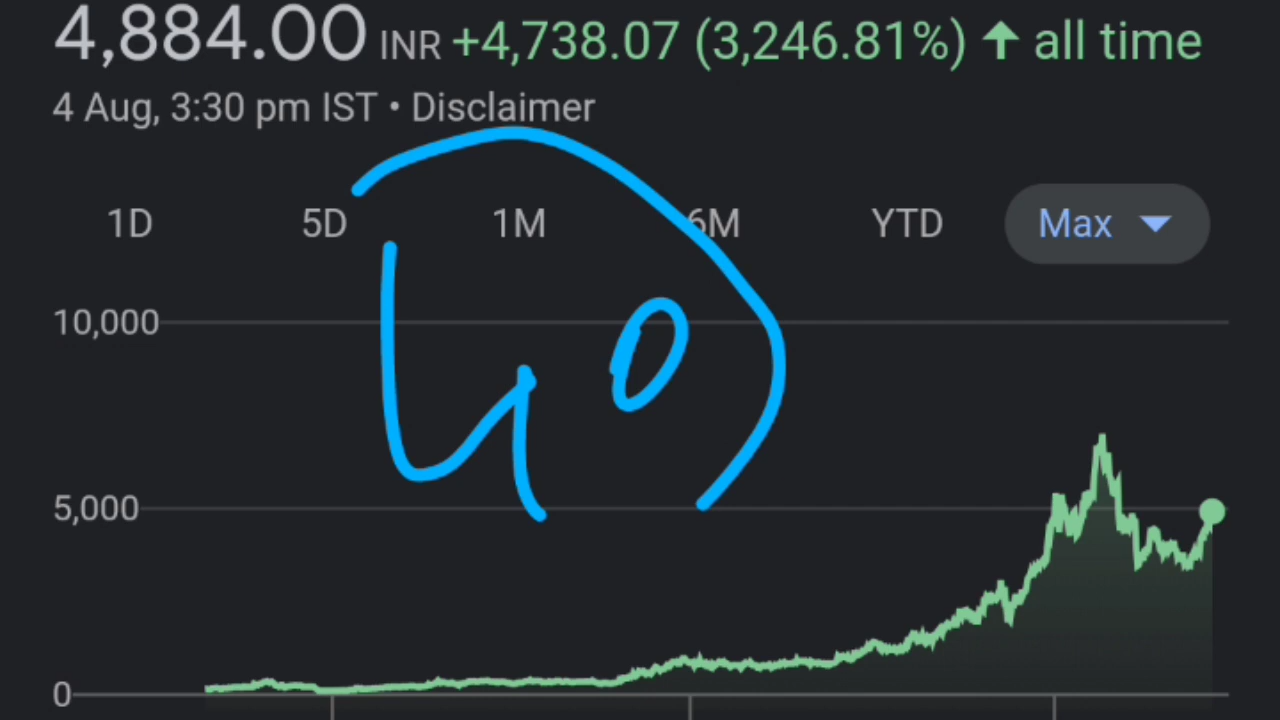 4,884.00 INR +4,738.07 (3,246.81%) ↑ all time
4 Aug, 3:30 pm IST • Disclaimer
1D 5D 1M 6M YTD Max
40
10,000
5,000
0